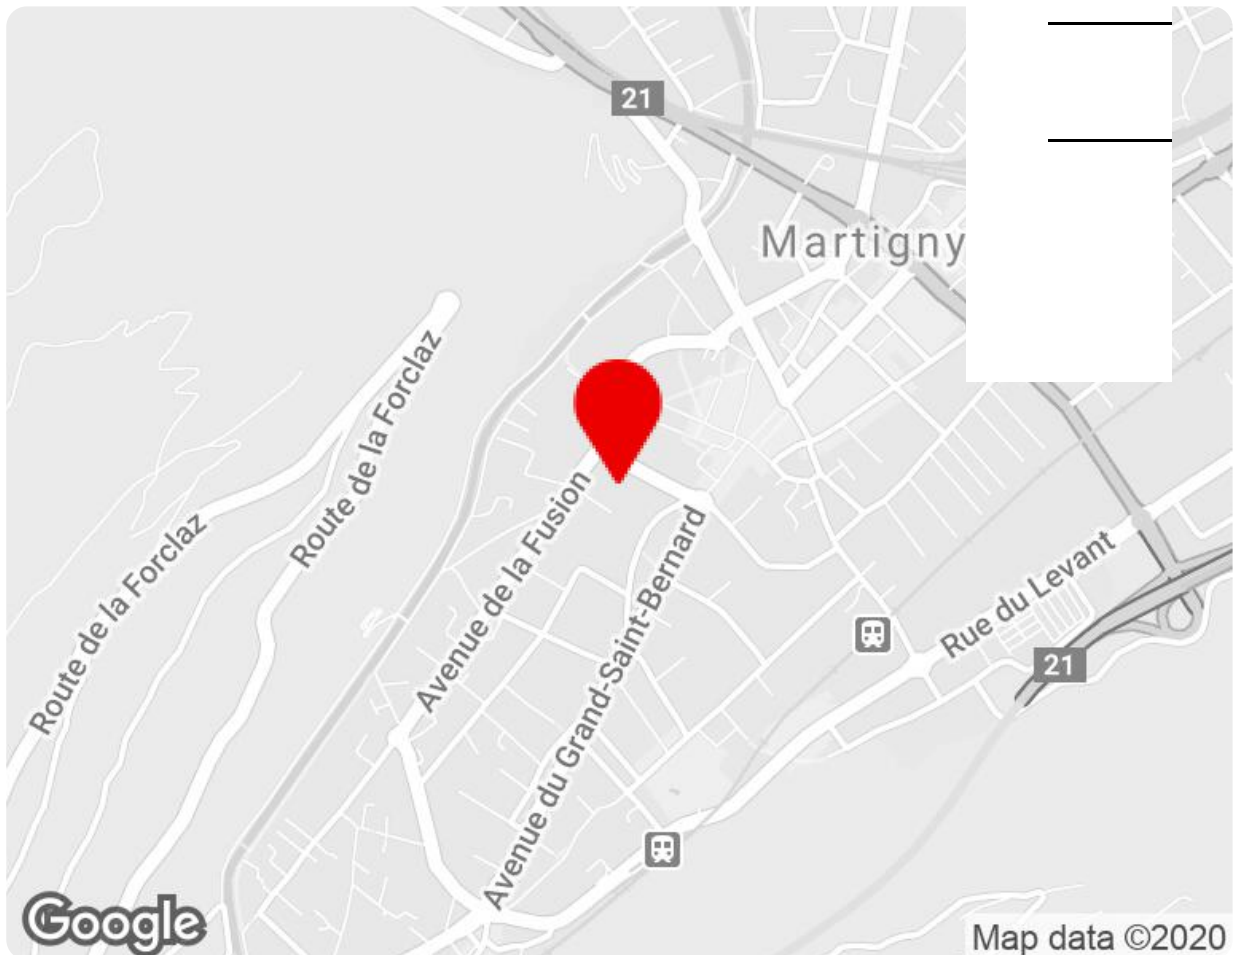 21
Martigny
Route de la Forclaz
Route de la Forclaz
Avenue de la Fusion
Avenue du Grand-Saint-Bernard
Rue du Levant
21
Google
Map data ©2020